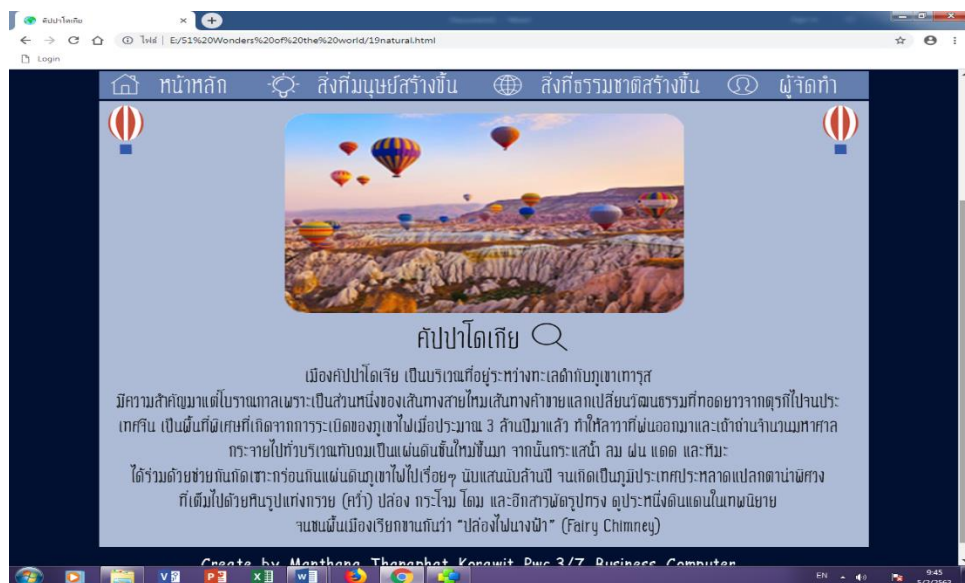 คัปปาโดเกีย
ไฟล์ | E:/51%20Wonders%20of%20the%20world/19natural.html
Login
หน้าหลัก สิ่งที่มนุษย์สร้างขึ้น สิ่งที่ธรรมชาติสร้างขึ้น ผู้จัดทำ
คัปปาโดเกีย
เมืองคัปปาโดเจีย เป็นบริเวณที่อยู่ระหว่างทะเลดำกับภูเขาเทารุส
มีความสำคัญมาแต่โบราณกาลเพราะเป็นส่วนหนึ่งของเส้นทางสายไหมเส้นทางค้าขายแลกเปลี่ยนวัฒนธรรมที่ทอดยาวจากตุรกีไปจนประ
เทศจีน เป็นพื้นที่พิเศษที่เกิดจากการระเบิดของภูเขาไฟเมื่อประมาณ 3 ล้านปีมาแล้ว ทำให้ลาวาที่พ่นออกมาและเถ้าถ่านจำนวนมหาศาล
กระจายไปทั่วบริเวณทับถมเป็นแผ่นดินชั้นใหม่ขึ้นมา จากนั้นกระแสน้ำ ลม ฝน แดด และหิมะ
ได้ร่วมด้วยช่วยกันกัดเซาะกร่อนกินแผ่นดินภูเขาไฟไปเรื่อยๆ นับแสนนับล้านปี จนเกิดเป็นภูมิประเทศประหลาดแปลกตาน่าพิศวง
ที่เต็มไปด้วยหินรูปแท่งกรวย (คว่ำ) ปล่อง กระโจม โดม และอีกสารพัดรูปทรง ดูประหนึ่งดินแดนในเทพนิยาย
จนชนพื้นเมืองเรียกขานกันว่า “ปล่องไฟนางฟ้า” (Fairy Chimney)
Create by Manthana Thanaphat Korawit Pwc 3/7 Business Computer
EN 9:45
5/2/2563